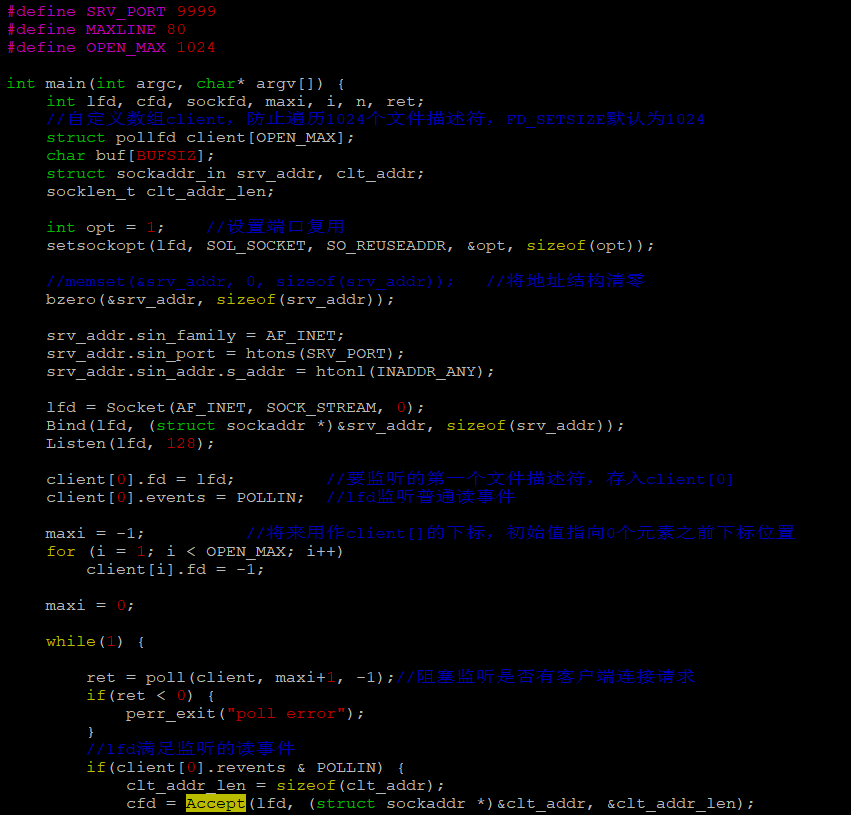 #define SRV_PORT 9999
#define MAXLINE 80
#define OPEN_MAX 1024
int main(int argc, char* argv[]) {
int lfd, cfd, sockfd, maxi, i, n, ret;
//自定义数组client, 防止遍历1024个文件描述符, FD_SETSIZE默认为1024
struct pollfd client[OPEN_MAX];
char buf[BUFSIZ];
struct sockaddr_in srv_addr, clt_addr;
socklen_t clt_addr_len;
int opt = 1;    //设置端口复用
setsockopt(lfd, SOL_SOCKET, SO_REUSEADDR, &opt, sizeof(opt));
//memset(&srv_addr, 0, sizeof(srv_addr));   //将地址结构清零
bzero(&srv_addr, sizeof(srv_addr));
srv_addr.sin_family = AF_INET;
srv_addr.sin_port = htons(SRV_PORT);
srv_addr.sin_addr.s_addr = htonl(INADDR_ANY);
lfd = Socket(AF_INET, SOCK_STREAM, 0);
Bind(lfd, (struct sockaddr *)&srv_addr, sizeof(srv_addr));
Listen(lfd, 128);
client[0].fd = lfd;         //要监听的第一个文件描述符, 存入client[0]
client[0].events = POLLIN;  //lfd监听普通读事件
maxi = -1;          //将来用作client[]的下标, 初始值指向0个元素之前下标位置
for (i = 1; i < OPEN_MAX; i++)
client[i].fd = -1;
maxi = 0;
while(1) {
ret = poll(client, maxi+1, -1);//阻塞监听是否有客户端连接请求
if(ret < 0) {
perr_exit("poll error");
}
//lfd满足监听的读事件
if(client[0].revents & POLLIN) {
clt_addr_len = sizeof(clt_addr);
cfd = Accept(lfd, (struct sockaddr *)&clt_addr, &clt_addr_len);